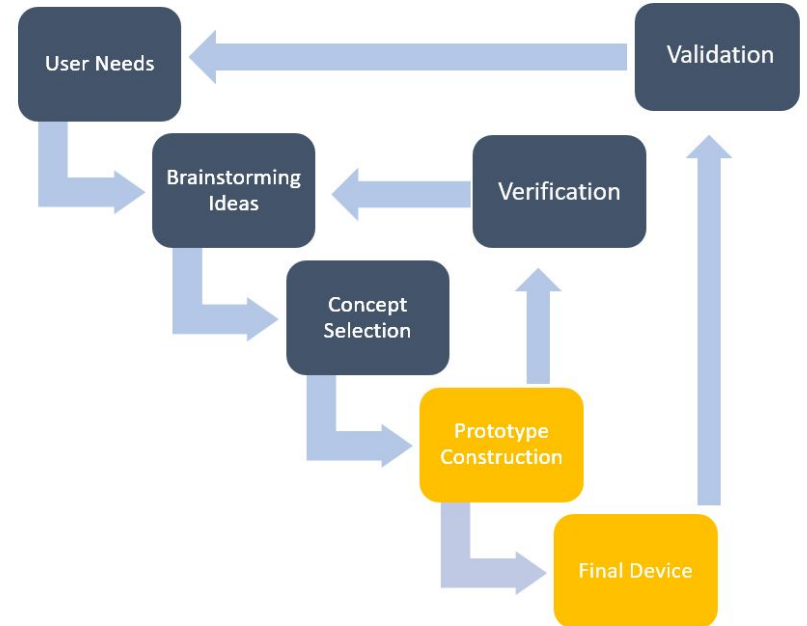 User Needs
Validation
Brainstorming
Ideas
Verification
Concept
Selection
Prototype
Construction
Final Device